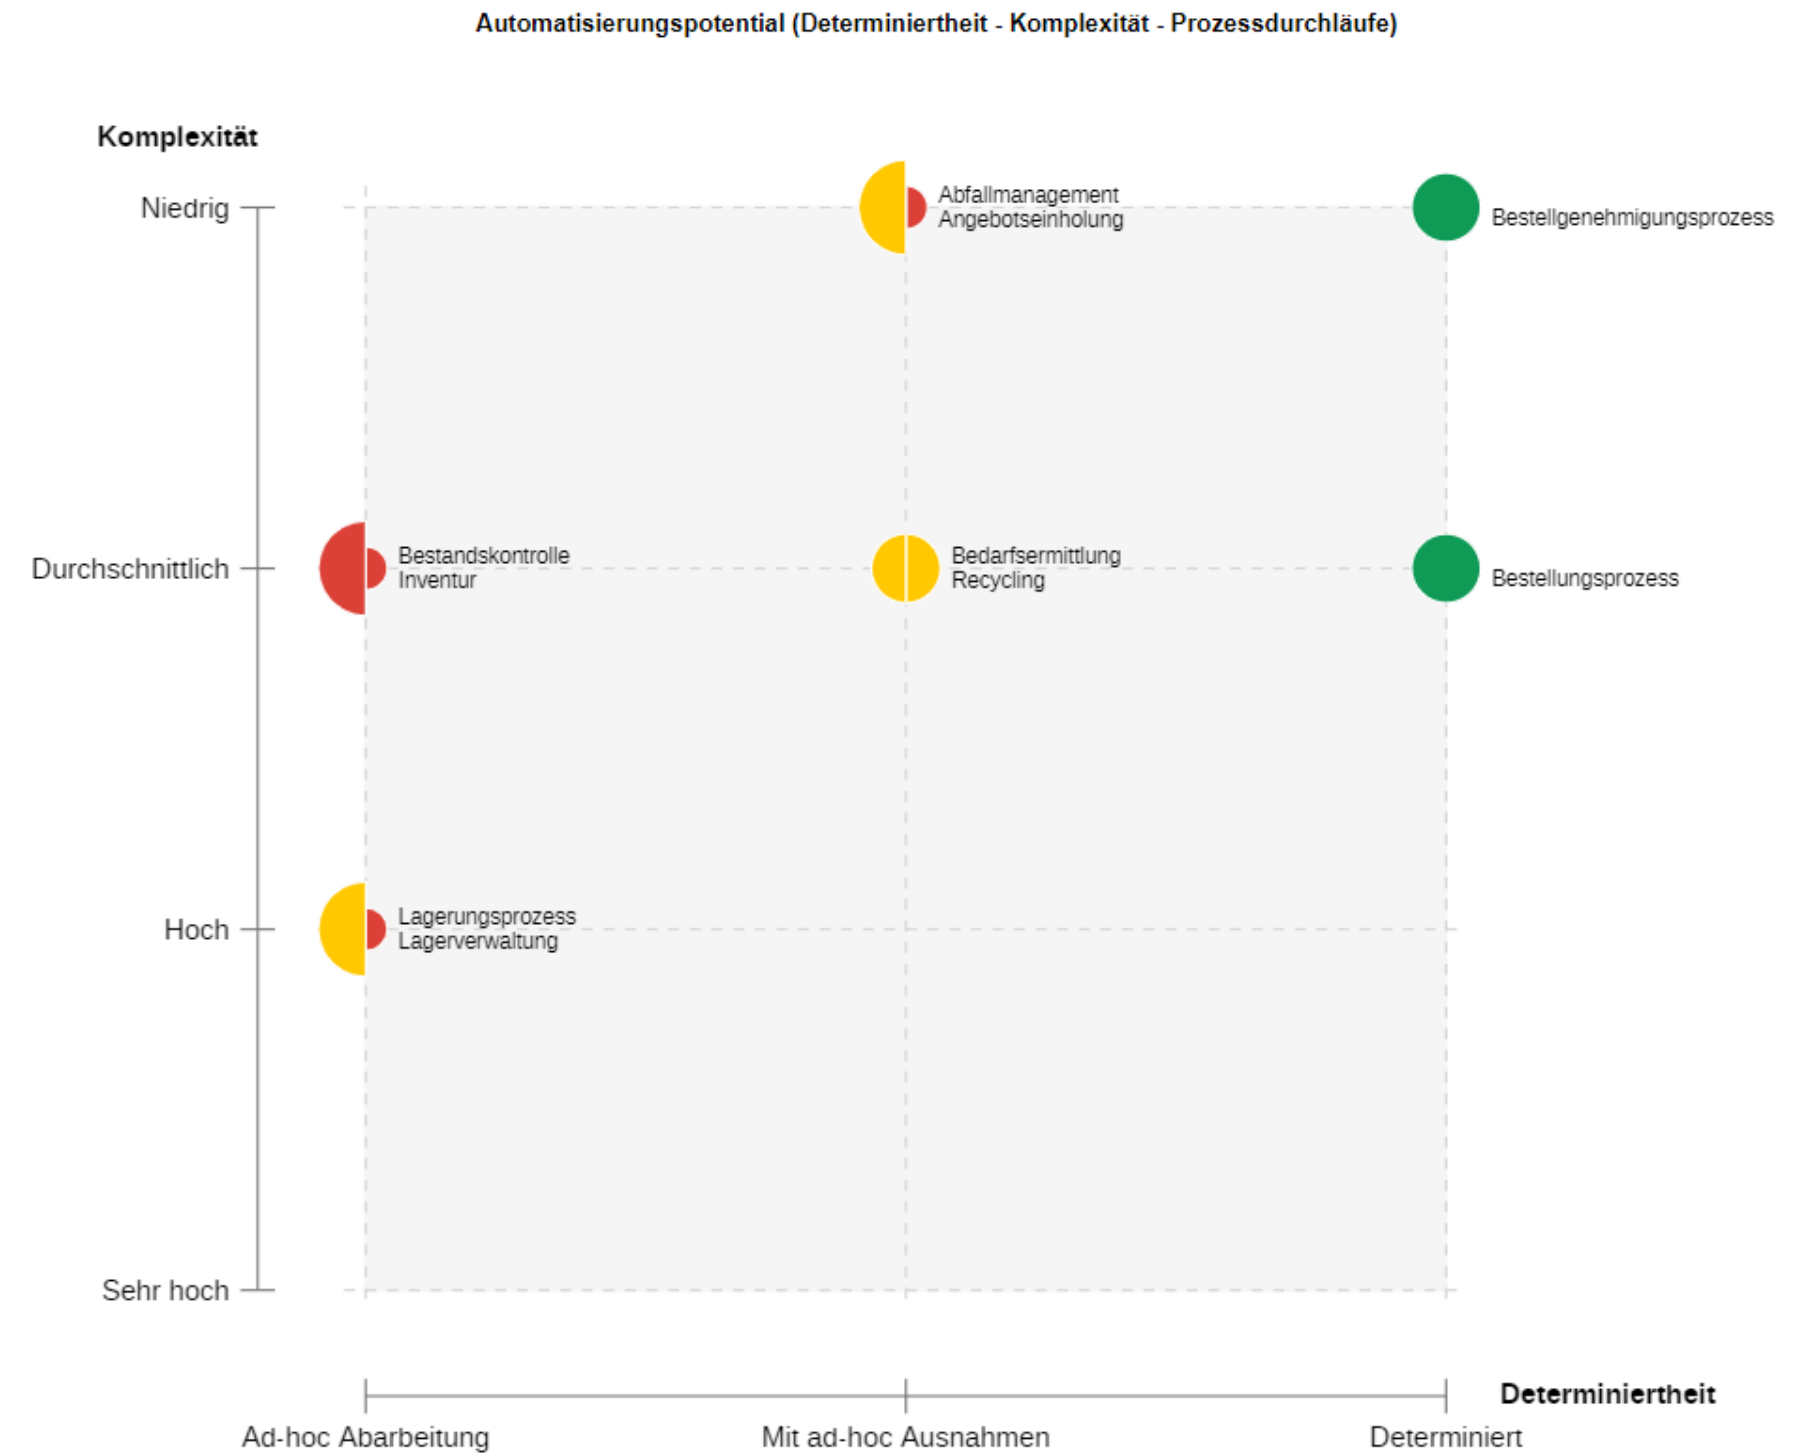 Automatisierungspotential (Determiniertheit - Komplexität - Prozessdurchläufe)
Komplexität
Niedrig
Abfallmanagement
Angebotseinholung
Bestellgenehmigungsprozess
Durchschnittlich
Bestandskontrolle
Inventur
Bedarfsermittlung
Recycling
Bestellungsprozess
Hoch
Lagerungsprozess
Lagerverwaltung
Sehr hoch
Determiniertheit
Ad-hoc Abarbeitung
Mit ad-hoc Ausnahmen
Determiniert